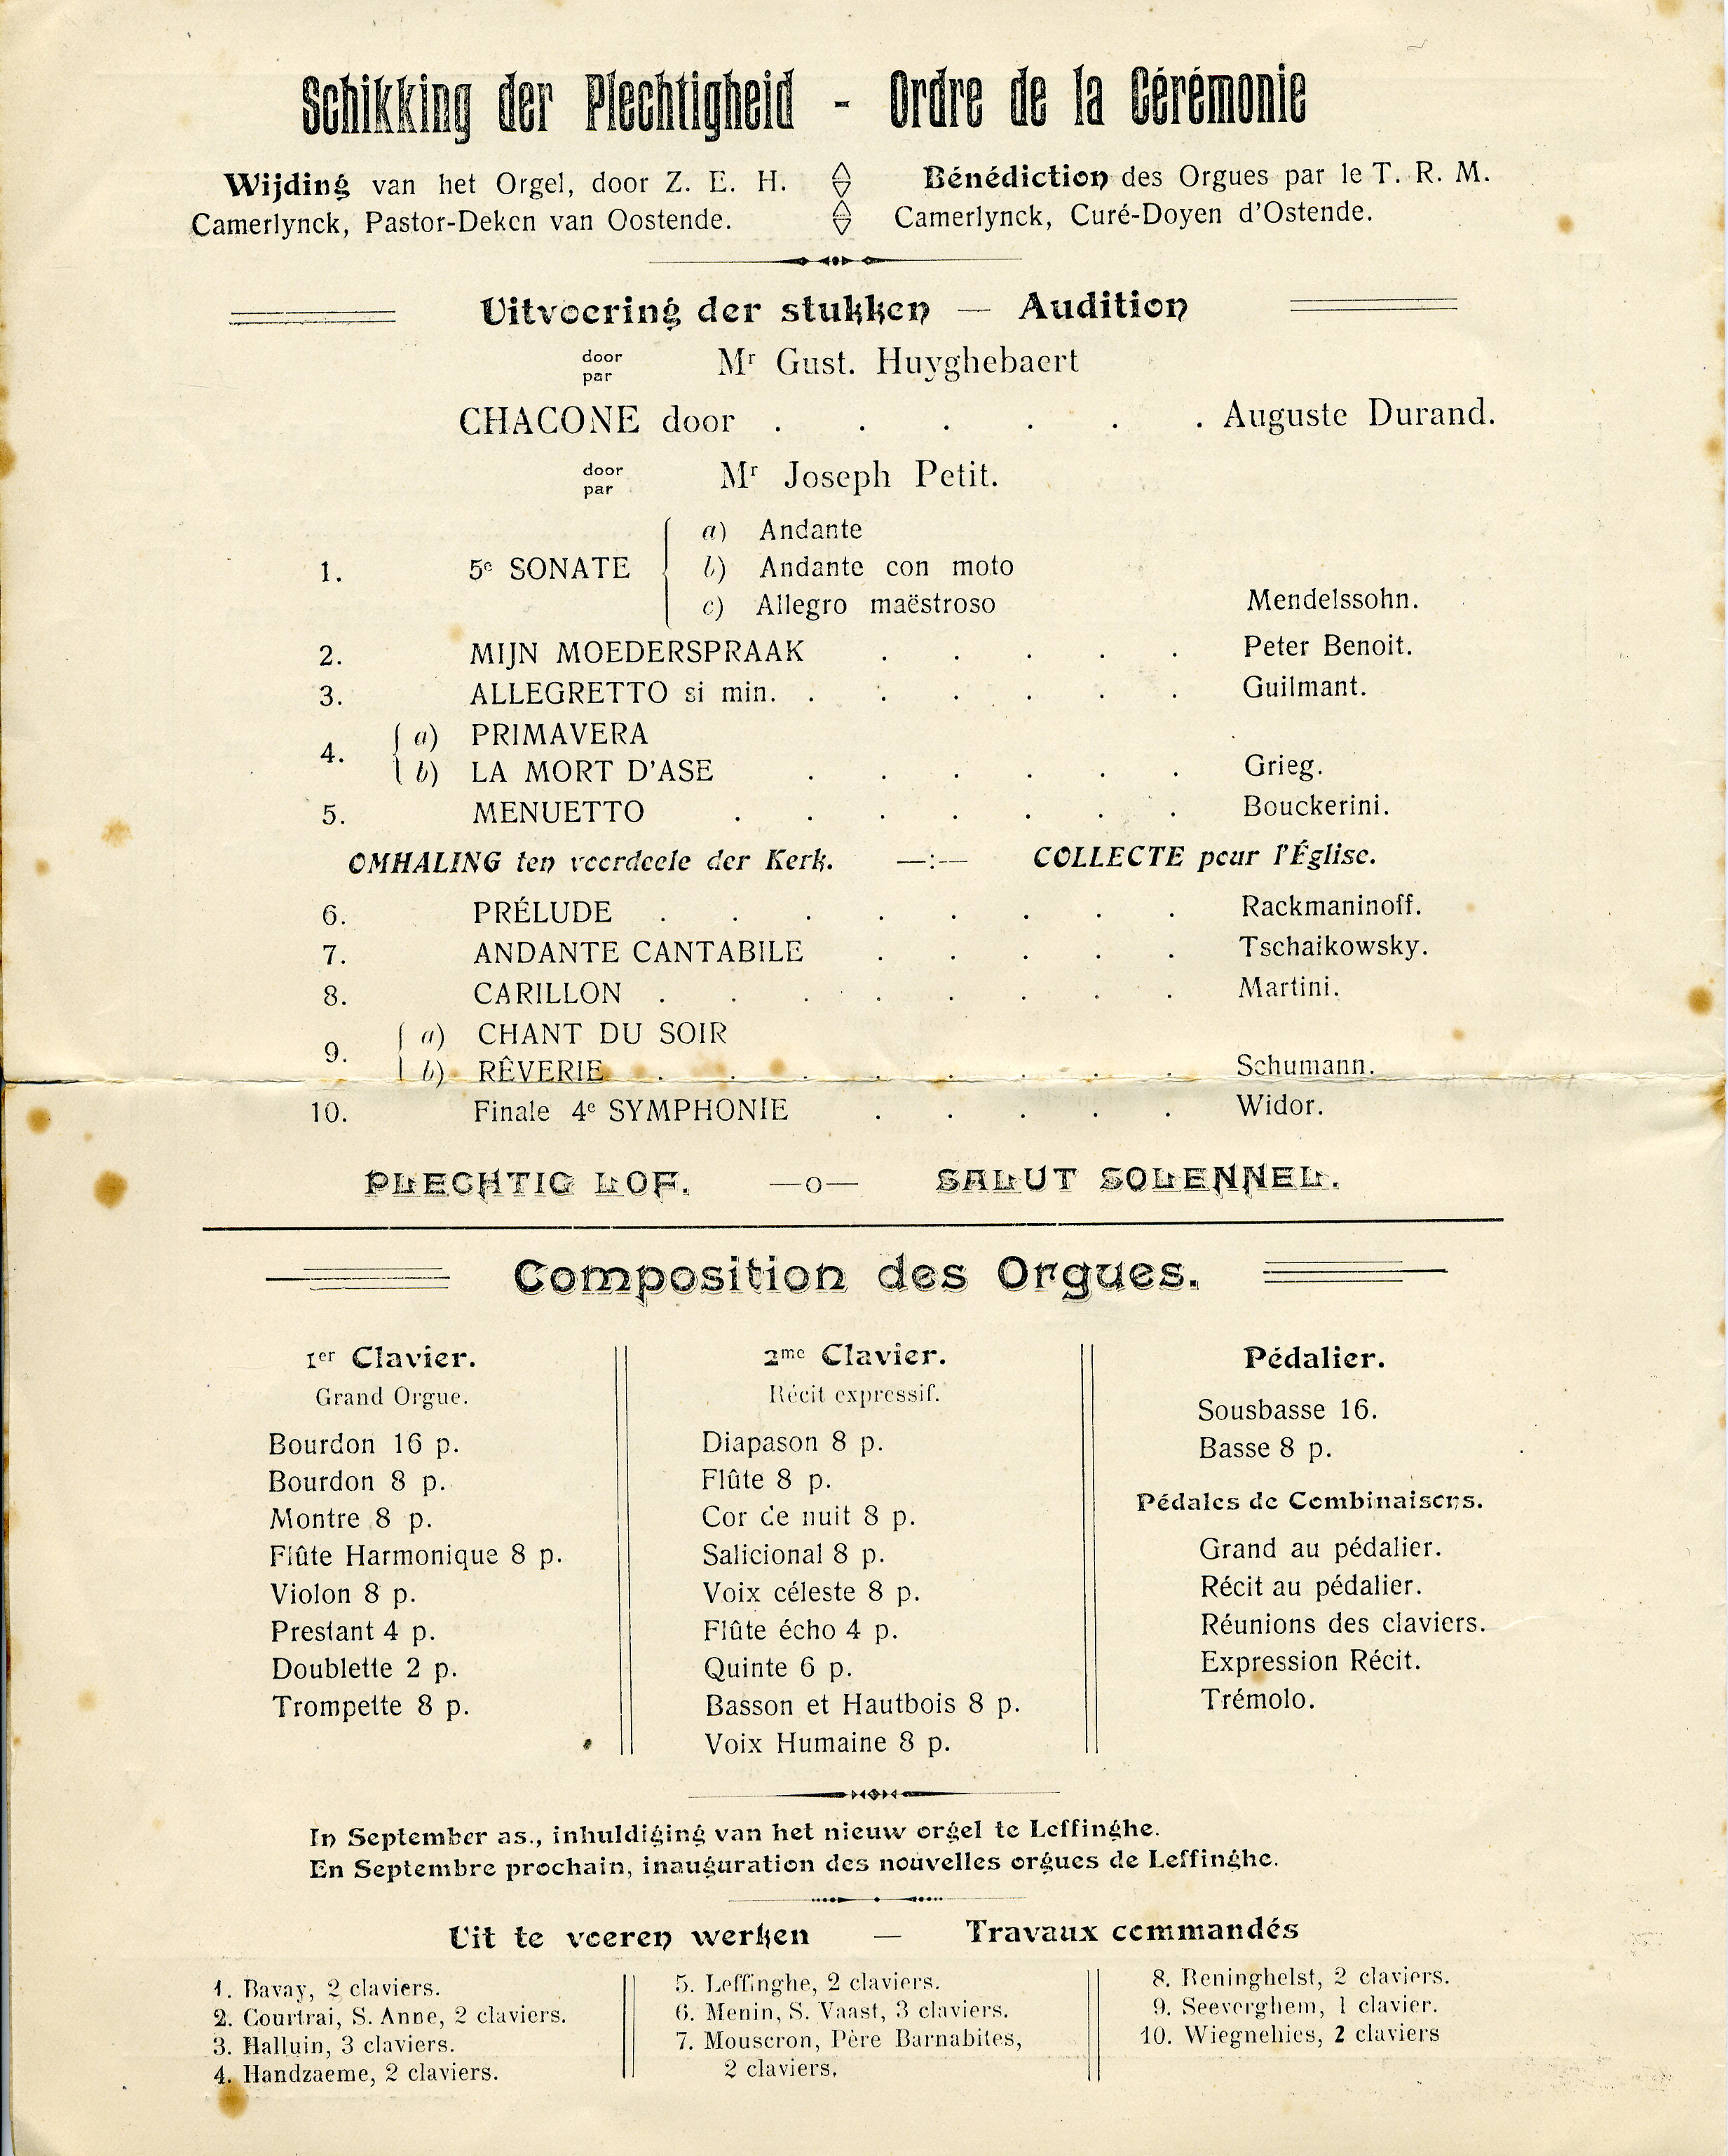 Schikking der Plechtigheid - Ordre de la Cérémonie
Wijding van het Orgel, door Z. E. H.
Camerlynck, Pastor-Deken van Oostende.
Bénédiction des Orgues par le T. R. M.
Camerlynck, Curé-Doyen d'Ostende.
Uitvoering der stukken — Audition
door
par
Mr Gust. Huyghebaert
CHACONE door . . . . . . Auguste Durand.
door
par
Mr Joseph Petit.
a) Andante
1. 5e SONATE b) Andante con moto
c) Allegro maëstroso Mendelssohn.
2. MIJN MOEDERSPRAAK . . . . . Peter Benoit.
3. ALLEGRETTO si min. . . . . . . Guilmant.
4. a) PRIMAVERA
b) LA MORT D'ASE . . . . . . Grieg.
5. MENUETTO . . . . . . . Bouckerini.
OMHALING ten voordeele der Kerk. —:— COLLECTE pour l'Église.
6. PRÉLUDE . . . . . . . . Rackmaninoff.
7. ANDANTE CANTABILE . . . . . Tschaikowsky.
8. CARILLON . . . . . . . . Martini.
9. a) CHANT DU SOIR
b) RÊVERIE . . . . . . . . Schumann.
10. Finale 4e SYMPHONIE . . . . . Widor.
PLECHTIG LOF. —o— SALUT SOLENNEL.
Composition des Orgues.
1er Clavier.
Grand Orgue.
Bourdon 16 p.
Bourdon 8 p.
Montre 8 p.
Flûte Harmonique 8 p.
Violon 8 p.
Prestant 4 p.
Doublette 2 p.
Trompette 8 p.
2me Clavier.
Récit expressif.
Diapason 8 p.
Flûte 8 p.
Cor de nuit 8 p.
Salicional 8 p.
Voix céleste 8 p.
Flûte écho 4 p.
Quinte 6 p.
Basson et Hautbois 8 p.
Voix Humaine 8 p.
Pédalier.
Sousbasse 16.
Basse 8 p.
Pédales de Combinaisons.
Grand au pédalier.
Récit au pédalier.
Réunions des claviers.
Expression Récit.
Trémolo.
In September as., inhuldiging van het nieuw orgel te Leffinghe.
En Septembre prochain, inauguration des nouvelles orgues de Leffinghe.
Uit te voeren werken — Travaux commandés
1. Bavay, 2 claviers.
2. Courtrai, S. Anne, 2 claviers.
3. Halluin, 3 claviers.
4. Handzaeme, 2 claviers.
5. Leffinghe, 2 claviers.
6. Menin, S. Vaast, 3 claviers.
7. Mouscron, Père Barnabites,
2 claviers.
8. Reninghelst, 2 claviers.
9. Seeverghem, 1 clavier.
10. Wiegnehies, 2 claviers